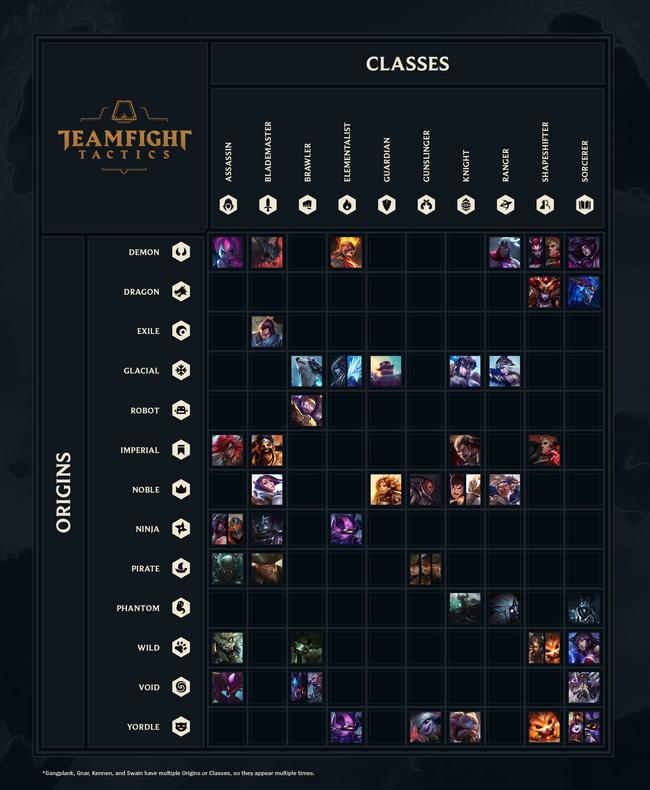 CLASSES
TEAMFIGHT
TACTICS
ASSASSIN
BLADEMASTER
BRAWLER
ELEMENTALIST
GUARDIAN
GUNSLINGER
KNIGHT
RANGER
SHAPESHIFTER
SORCERER
ORIGINS
DEMON
DRAGON
EXILE
GLACIAL
ROBOT
IMPERIAL
NOBLE
NINJA
PIRATE
PHANTOM
WILD
VOID
YORDLE
*Gangplank, Gnar, Kennen, and Swain have multiple Origins or Classes, so they appear multiple times.